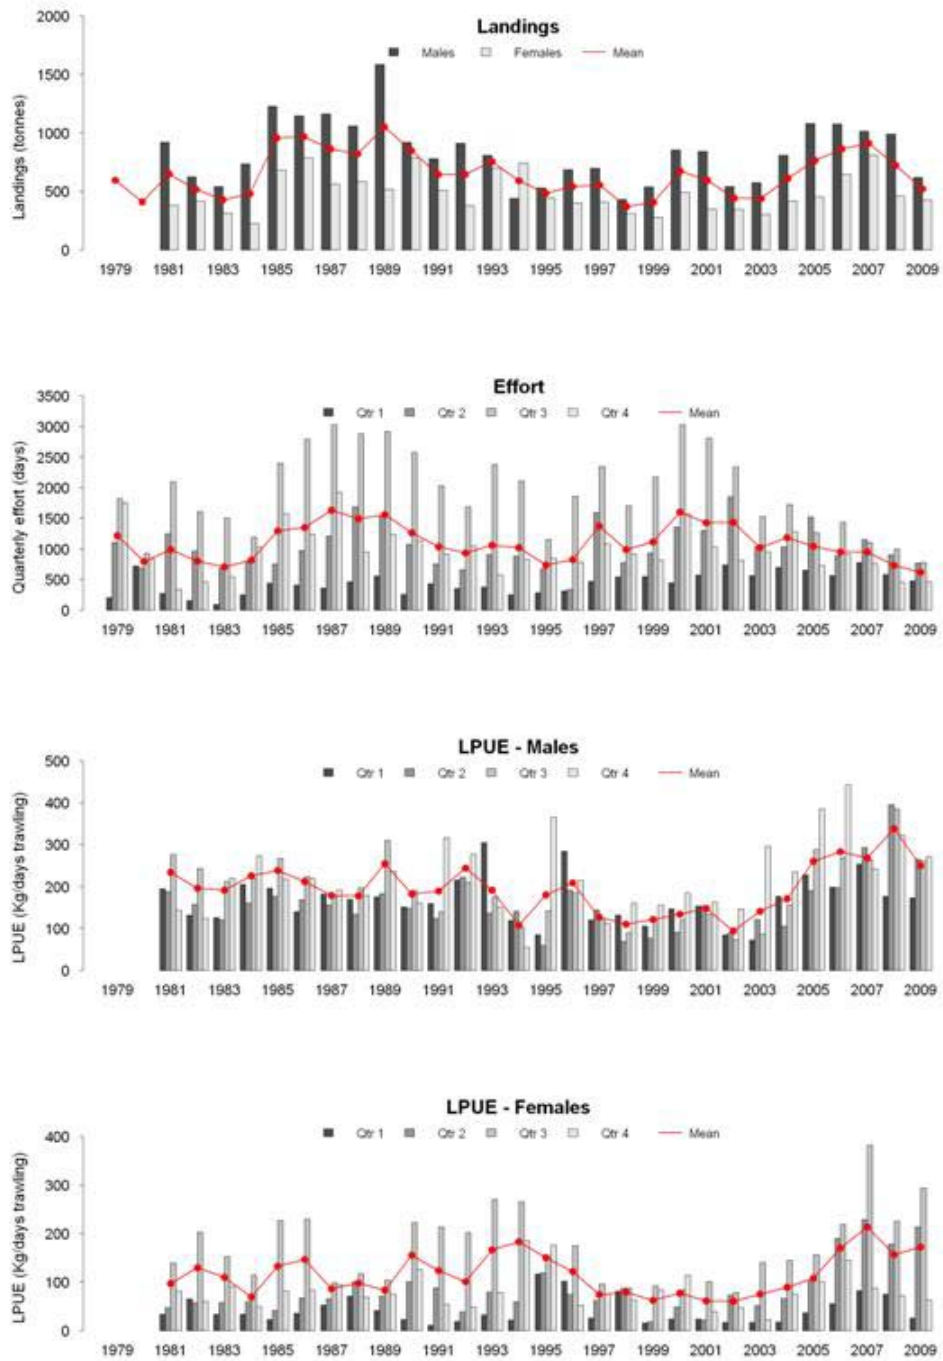 Landings
Males Females Mean
Landings (tonnes)
2000
1500
1000
500
0
1979 1981 1983 1985 1987 1989 1991 1993 1995 1997 1999 2001 2003 2005 2007 2009
Effort
Qtr 1 Qtr 2 Qtr 3 Qtr 4 Mean
Quarterly effort (days)
3500
3000
2500
2000
1500
1000
500
0
1979 1981 1983 1985 1987 1989 1991 1993 1995 1997 1999 2001 2003 2005 2007 2009
LPUE - Males
Qtr 1 Qtr 2 Qtr 3 Qtr 4 Mean
LPUE (Kg/days trawling)
500
400
300
200
100
0
1979 1981 1983 1985 1987 1989 1991 1993 1995 1997 1999 2001 2003 2005 2007 2009
LPUE - Females
Qtr 1 Qtr 2 Qtr 3 Qtr 4 Mean
LPUE (Kg/days trawling)
400
300
200
100
0
1979 1981 1983 1985 1987 1989 1991 1993 1995 1997 1999 2001 2003 2005 2007 2009